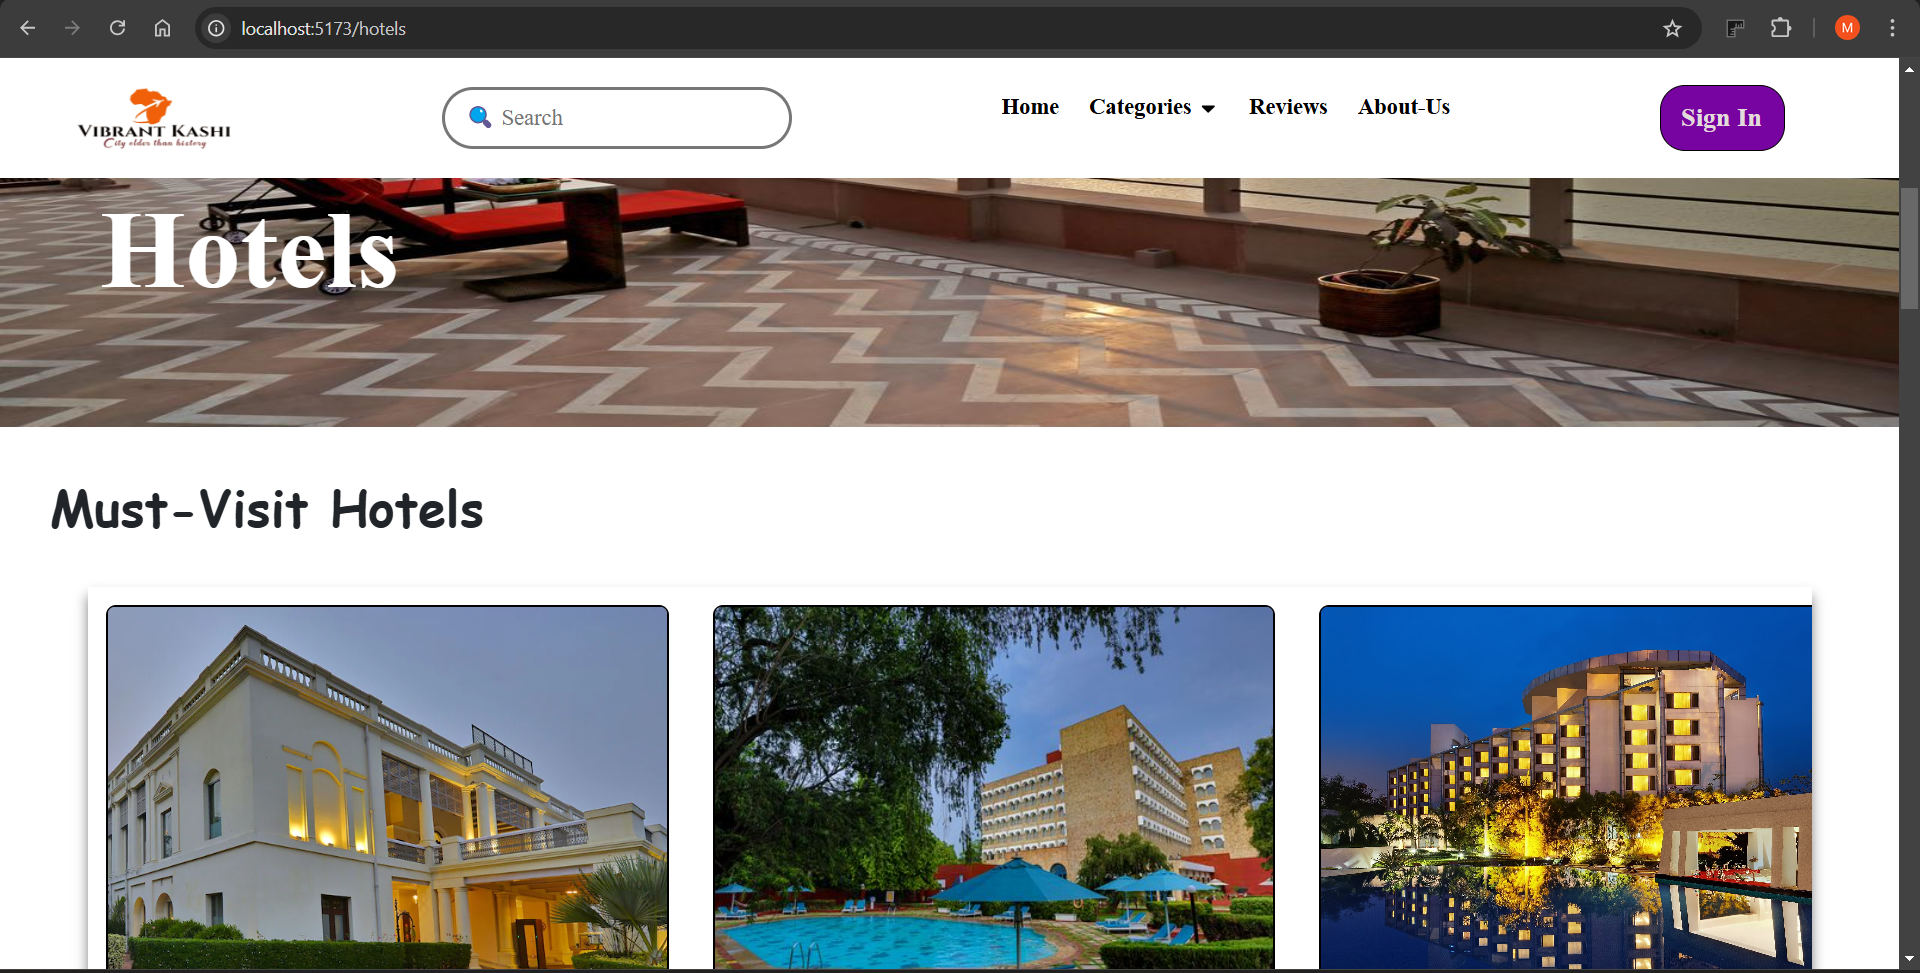 localhost:5173/hotels
M
VIBRANT KASHI
City older than history
Search
Home
Categories
Reviews
About-Us
Sign In
Hotels
Must-Visit Hotels